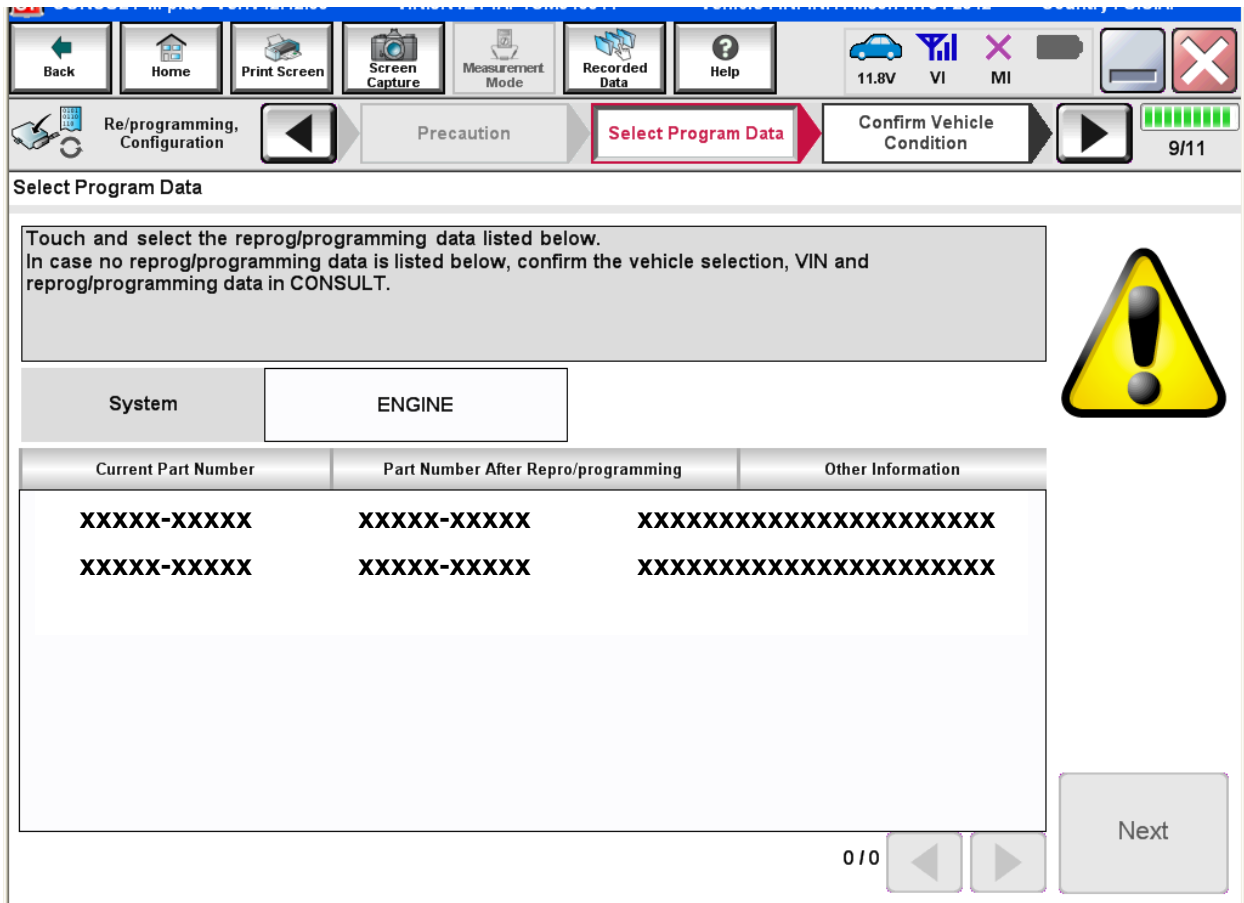 Back
Home
Print Screen
Screen
Capture
Measurement
Mode
Recorded
Data
Help
11.8V
VI
MI
Re/programming,
Configuration
Precaution
Select Program Data
Confirm Vehicle
Condition
9/11
Select Program Data
Touch and select the reprog/programming data listed below.
In case no reprog/programming data is listed below, confirm the vehicle selection, VIN and
reprog/programming data in CONSULT.
System
ENGINE
Current Part Number
Part Number After Repro/programming
Other Information
XXXXX-XXXXX XXXXX-XXXXX XXXXXXXXXXXXXXXXXXXXXX
XXXXX-XXXXX XXXXX-XXXXX XXXXXXXXXXXXXXXXXXXXXX
0/0
Next